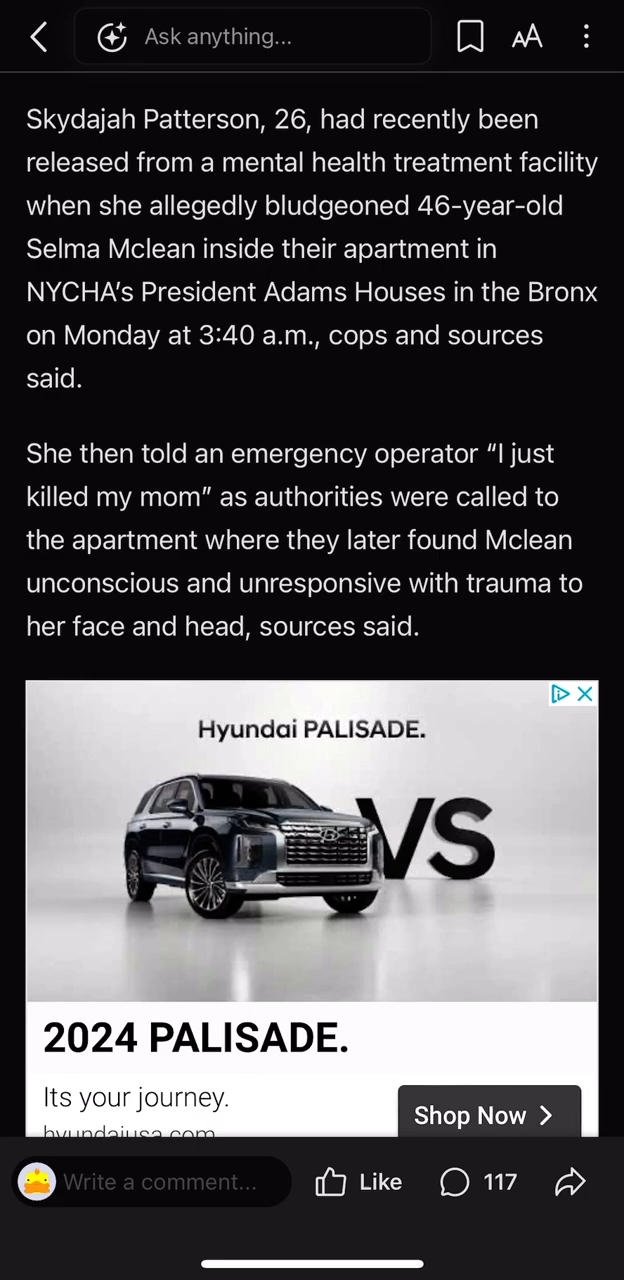 Ask anything...
AA
Skydajah Patterson, 26, had recently been
released from a mental health treatment facility
when she allegedly bludgeoned 46-year-old
Selma Mclean inside their apartment in
NYCHA’s President Adams Houses in the Bronx
on Monday at 3:40 a.m., cops and sources
said.
She then told an emergency operator “I just
killed my mom” as authorities were called to
the apartment where they later found Mclean
unconscious and unresponsive with trauma to
her face and head, sources said.
Hyundai PALISADE.
VS
2024 PALISADE.
Its your journey.
Shop Now
hyundaiusa.com
Write a comment...
Like
117